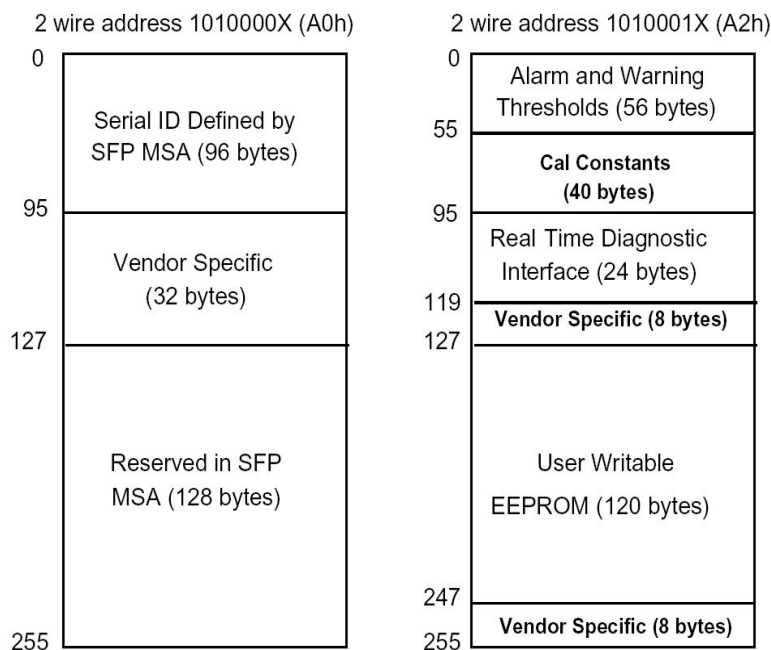 2 wire address 1010000X (A0h)
0
Serial ID Defined by
SFP MSA (96 bytes)
95
Vendor Specific
(32 bytes)
127
Reserved in SFP
MSA (128 bytes)
255
2 wire address 1010001X (A2h)
0
Alarm and Warning
Thresholds (56 bytes)
55
Cal Constants
(40 bytes)
95
Real Time Diagnostic
Interface (24 bytes)
119
Vendor Specific (8 bytes)
127
User Writable
EEPROM (120 bytes)
247
Vendor Specific (8 bytes)
255